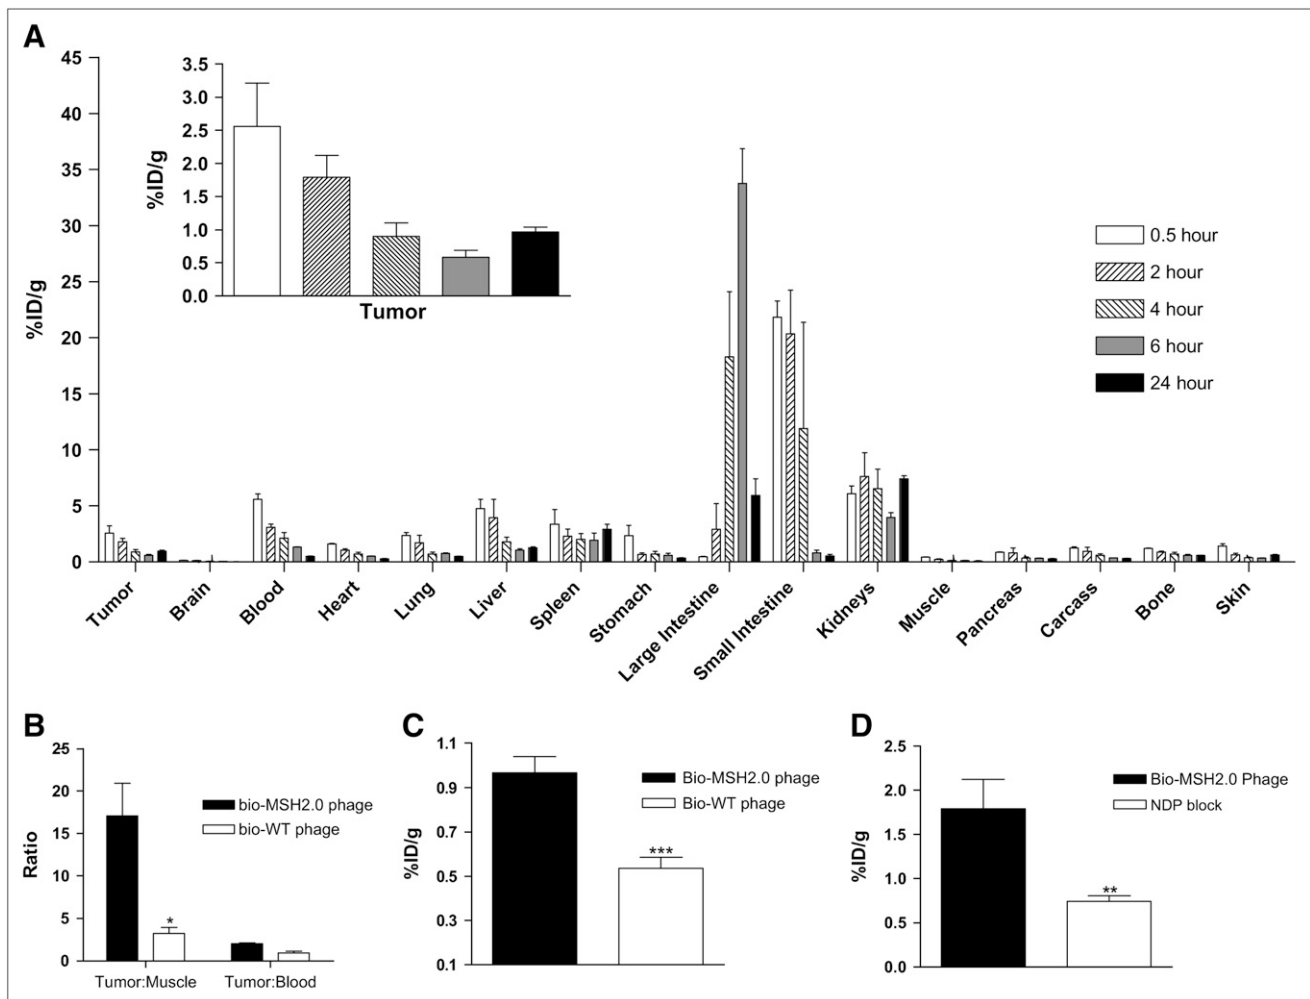 A
45
40
35
30
25
20
15
10
5
0
%ID/g
3.5
3.0
2.5
2.0
1.5
1.0
0.5
0.0
%ID/g
Tumor
0.5 hour
2 hour
4 hour
6 hour
24 hour
Tumor
Brain
Blood
Heart
Lung
Liver
Spleen
Stomach
Large Intestine
Small Intestine
Kidneys
Muscle
Pancreas
Carcass
Bone
Skin
B
25
20
15
10
5
0
Ratio
*
bio-MSH2.0 phage
bio-WT phage
Tumor:Muscle
Tumor:Blood
C
1.1
0.9
0.7
0.5
0.3
0.1
%ID/g
***
Bio-MSH2.0 phage
Bio-WT phage
D
2.5
2.0
1.5
1.0
0.5
0.0
%ID/g
**
Bio-MSH2.0 Phage
NDP block